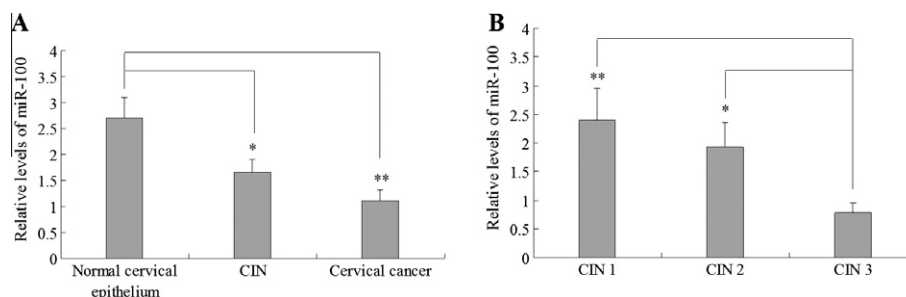 A
Relative levels of miR-100
4
3.5
3
2.5
2
1.5
1
0.5
0
*
**
Normal cervical
epithelium
CIN
Cervical cancer
B
Relative levels of miR-100
4
3.5
3
2.5
2
1.5
1
0.5
0
**
*
CIN 1
CIN 2
CIN 3